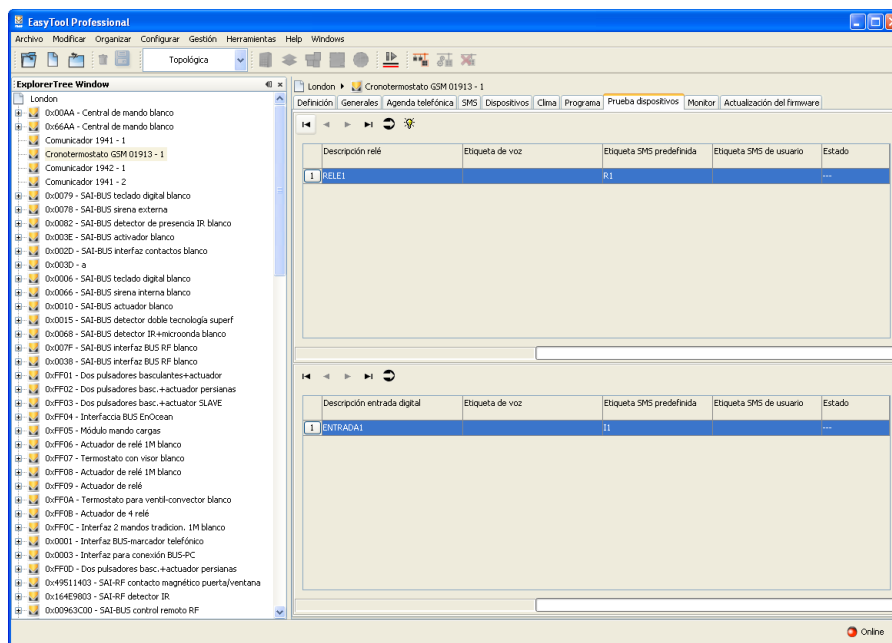 EasyTool Professional
Archivo Modificar Organizar Configurar Gestión Herramientas Help Windows
Topológica
ExplorerTree Window
London
0x00AA - Central de mando blanco
0x66AA - Central de mando blanco
Comunicador 1941 - 1
Cronotermostato GSM 01913 - 1
Comunicador 1942 - 1
Comunicador 1941 - 2
0x0079 - SAI-BUS teclado digital blanco
0x0078 - SAI-BUS sirena externa
0x0082 - SAI-BUS detector de presencia IR blanco
0x003E - SAI-BUS activador blanco
0x002D - SAI-BUS interfaz contactos blanco
0x003D - a
0x0006 - SAI-BUS teclado digital blanco
0x0066 - SAI-BUS sirena interna blanco
0x0010 - SAI-BUS actuador blanco
0x0015 - SAI-BUS detector doble tecnología superf
0x0068 - SAI-BUS detector IR+microonda blanco
0x007F - SAI-BUS interfaz BUS RF blanco
0x0038 - SAI-BUS interfaz BUS RF blanco
0xFF01 - Dos pulsadores basculantes+actuador
0xFF02 - Dos pulsadores basc.+actuador persianas
0xFF03 - Dos pulsadores basc.+actuator SLAVE
0xFF04 - Interfaccia BUS EnOcean
0xFF05 - Módulo mando cargas
0xFF06 - Actuador de relé 1M blanco
0xFF07 - Termostato con visor blanco
0xFF08 - Actuador de relé 1M blanco
0xFF09 - Actuador de relé
0xFF0A - Termostato para ventil-convector blanco
0xFF0B - Actuador de 4 relé
0xFF0C - Interfaz 2 mandos tradicion. 1M blanco
0x0001 - Interfaz BUS-marcador telefónico
0x0003 - Interfaz para conexión BUS-PC
0xFF0D - Dos pulsadores basc.+actuador persianas
0x49511403 - SAI-RF contacto magnético puerta/ventana
0x164E9803 - SAI-RF detector IR
0x00963C00 - SAI-BUS control remoto RF
London Cronotermostato GSM 01913 - 1
Definición Generales Agenda telefónica SMS Dispositivos Clima Programa Prueba dispositivos Monitor Actualización del firmware
Descripción relé Etiqueta de voz Etiqueta SMS predefinida Etiqueta SMS de usuario Estado
1 RELE1 R1 ---
Descripción entrada digital Etiqueta de voz Etiqueta SMS predefinida Etiqueta SMS de usuario Estado
1 ENTRADA1 I1 ---
Online